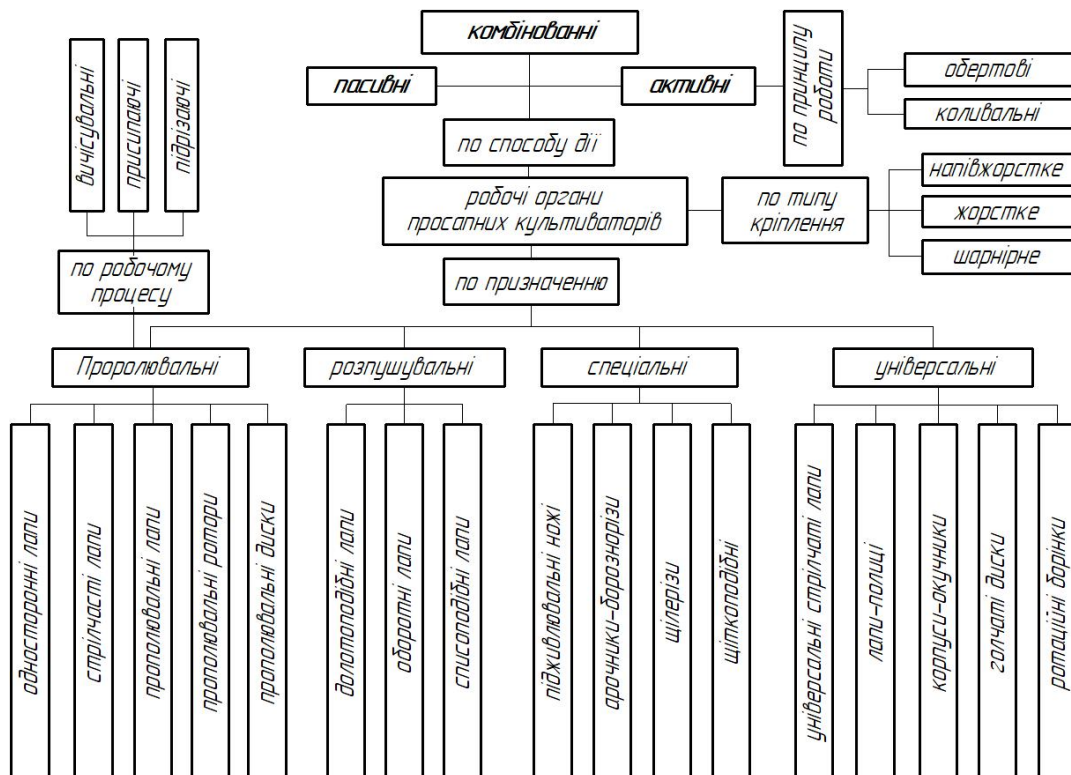 комбінованні
пасивні
активні
по принципу
роботи
обертові
коливальні
вичісувальні
присипаючі
підрізаючі
по способу дії
робочі органи
просапних культиваторів
по типу
кріплення
напівжорстке
жорстке
шарнірне
по робочому
процесу
по призначенню
Проролювальні
розпушувальні
спеціальні
універсальні
односторонні лапи
стрілчасті лапи
прополювальні лапи
прополювальні ротори
прополювальні диски
долотоподібні лапи
оборотні лапи
списоподібні лапи
підживлювальні ножі
арочники-борознорізи
щілерізи
щіткоподібні
універсальні стрілчаті лапи
лапи-полиці
корпуси-окучники
голчаті диски
ротаційні борінки